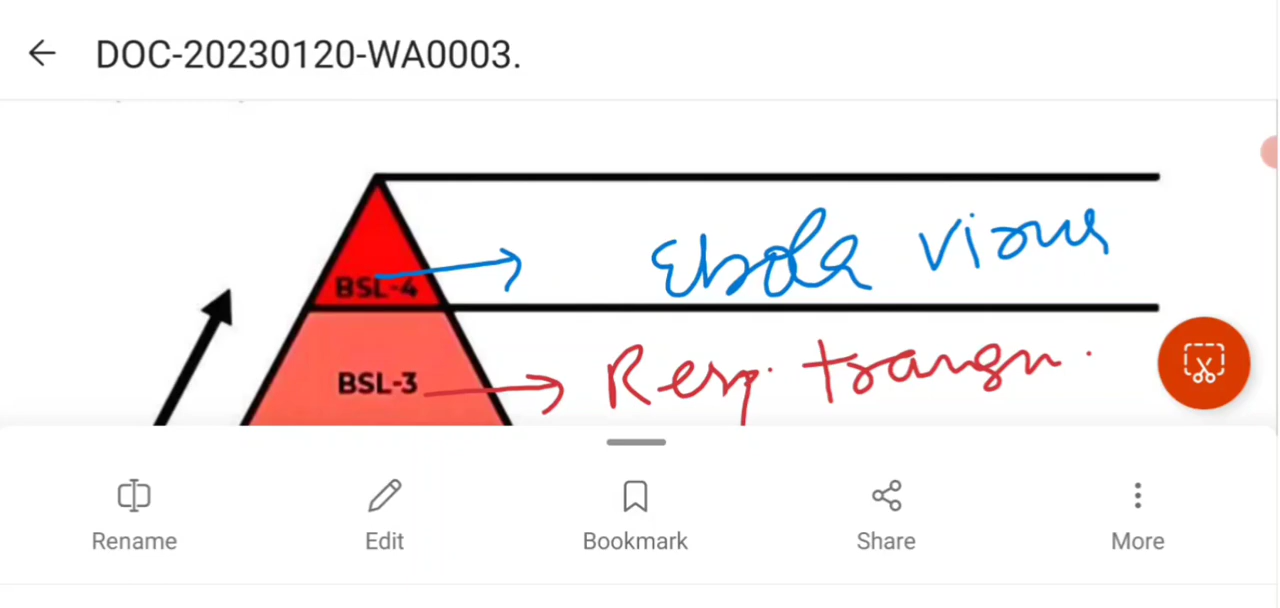 DOC-20230120-WA0003.
BSL-4
Ebola virus
BSL-3
Resp. transm.
Rename
Edit
Bookmark
Share
More